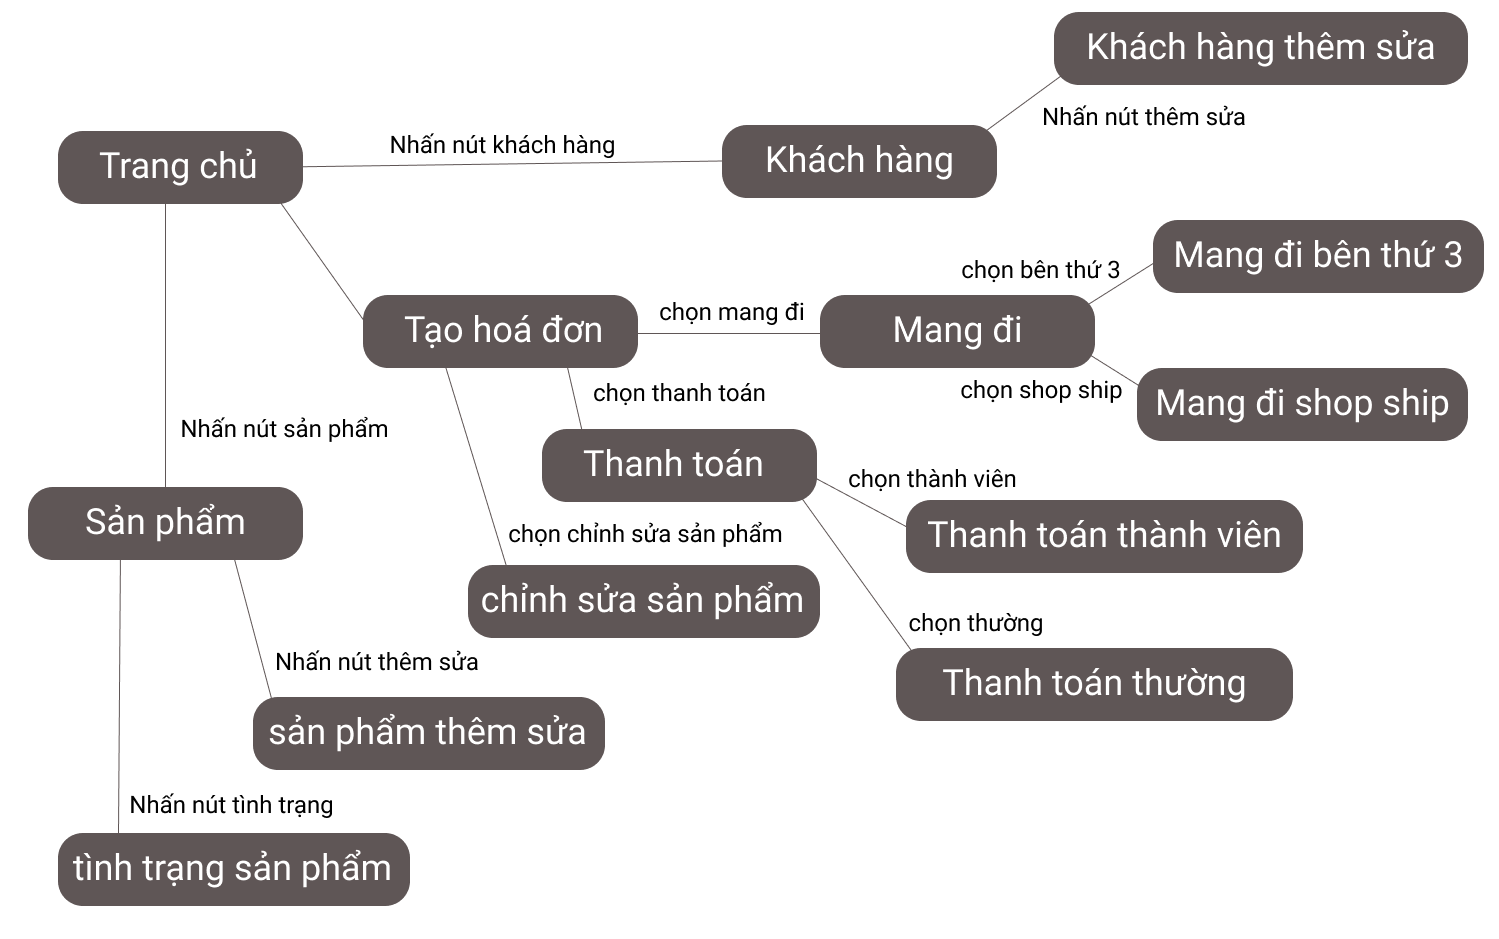 Khách hàng thêm sửa
Nhấn nút thêm sửa
Nhấn nút khách hàng
Trang chủ
Khách hàng
Mang đi bên thứ 3
chọn bên thứ 3
chọn mang đi
Tạo hoá đơn
Mang đi
chọn thanh toán
chọn shop ship
Mang đi shop ship
Nhấn nút sản phẩm
Thanh toán
chọn thành viên
Sản phẩm
chọn chỉnh sửa sản phẩm
Thanh toán thành viên
chỉnh sửa sản phẩm
chọn thường
Nhấn nút thêm sửa
Thanh toán thường
sản phẩm thêm sửa
Nhấn nút tình trạng
tình trạng sản phẩm